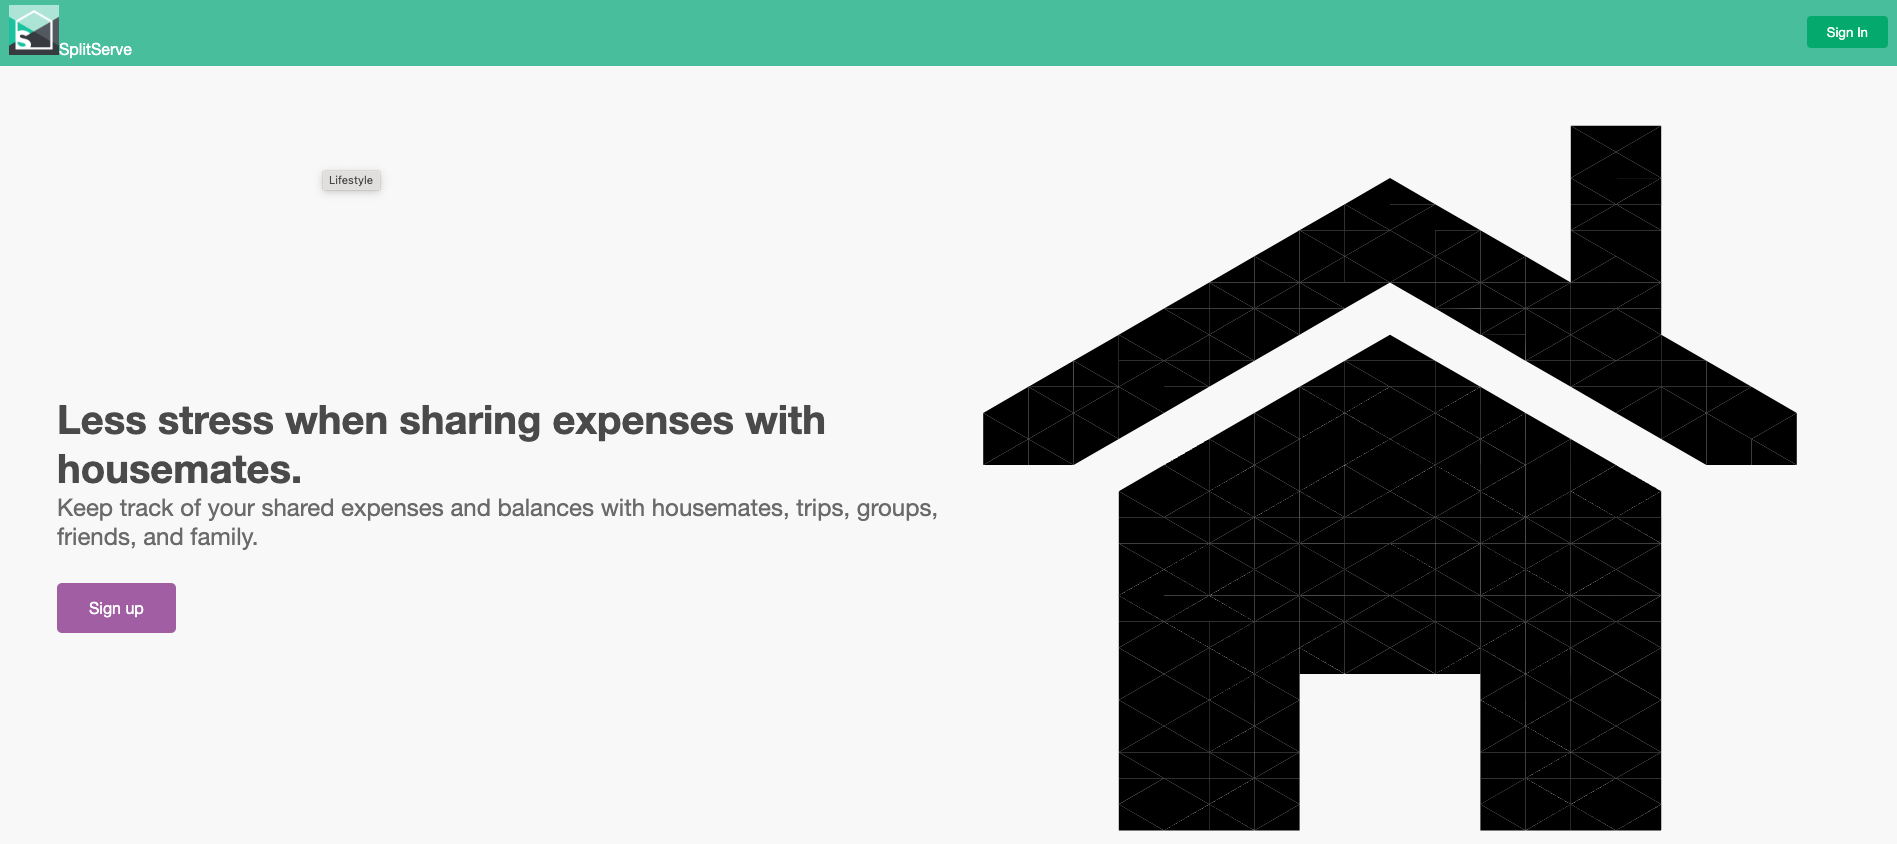 S
SplitServe
Sign In
Lifestyle
Less stress when sharing expenses with
housemates.
Keep track of your shared expenses and balances with housemates, trips, groups,
friends, and family.
Sign up